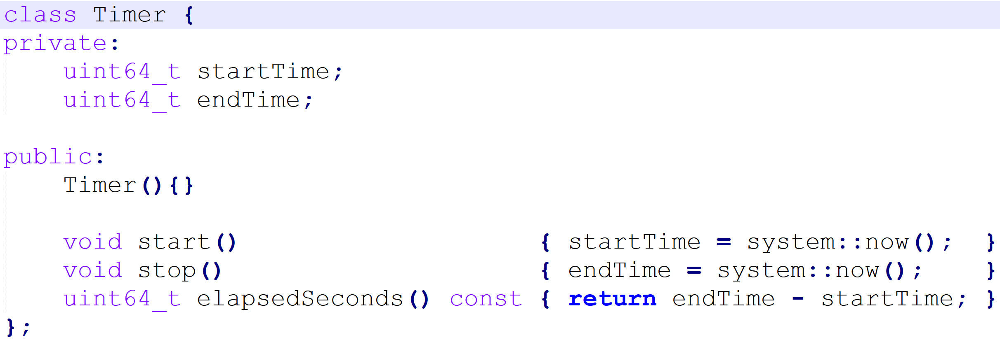 class Timer {
private:
    uint64_t startTime;
    uint64_t endTime;

public:
    Timer(){}

    void start()                    { startTime = system::now();  }
    void stop()                     { endTime = system::now();    }
    uint64_t elapsedSeconds() const { return endTime - startTime; }
};